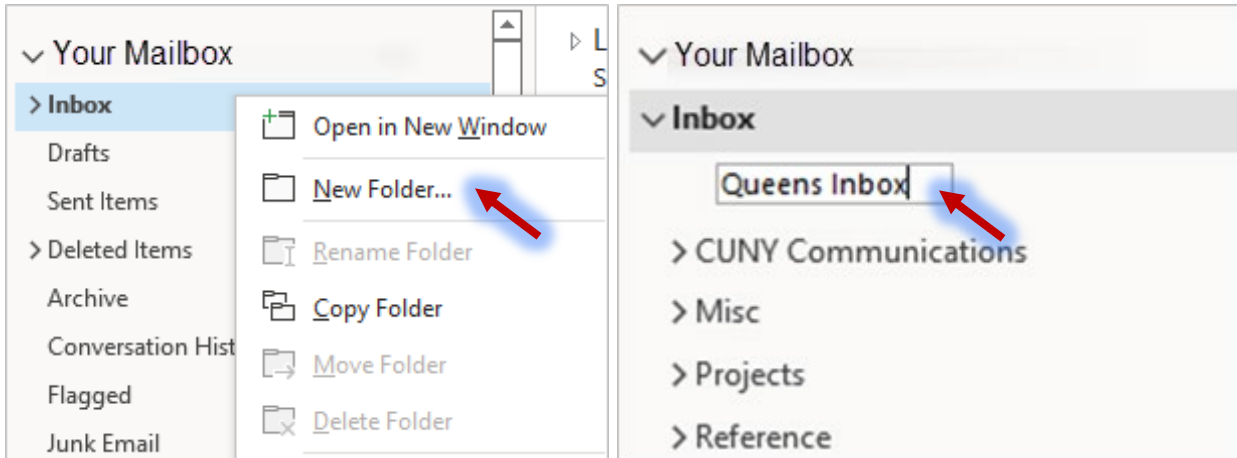 Your Mailbox
Inbox
Drafts
Sent Items
Deleted Items
Archive
Conversation Hist
Flagged
Junk Email
L
S
Open in New Window
New Folder...
Rename Folder
Copy Folder
Move Folder
Delete Folder
Your Mailbox
Inbox
Queens Inbox
CUNY Communications
Misc
Projects
Reference